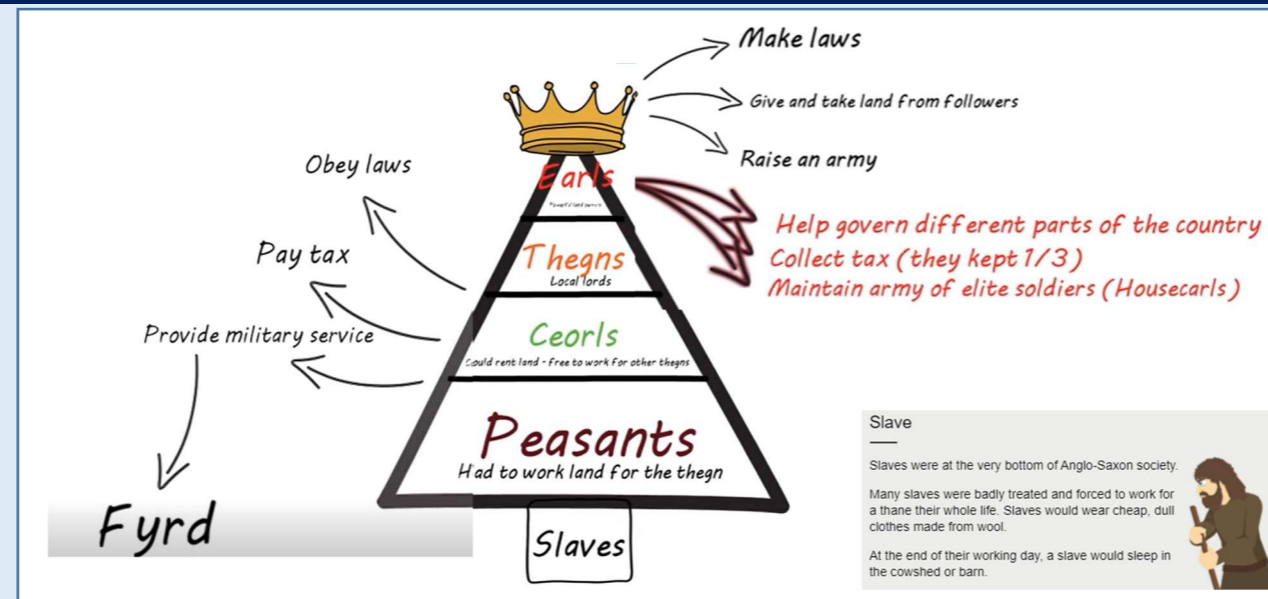 Make laws
Give and take land from followers
Raise an army
Obey laws
Pay tax
Provide military service
Fyrd
Earls
Thegns
Local lords
Ceorls
Could rent land - free to work for other thegns
Peasants
Had to work land for the thegn
Slaves
Help govern different parts of the country
Collect tax (they kept 1/3)
Maintain army of elite soldiers (Housecarls)
Slave
Slaves were at the very bottom of Anglo-Saxon society.
Many slaves were badly treated and forced to work for
a thane their whole life. Slaves would wear cheap, dull
clothes made from wool.
At the end of their working day, a slave would sleep in
the cowshed or barn.